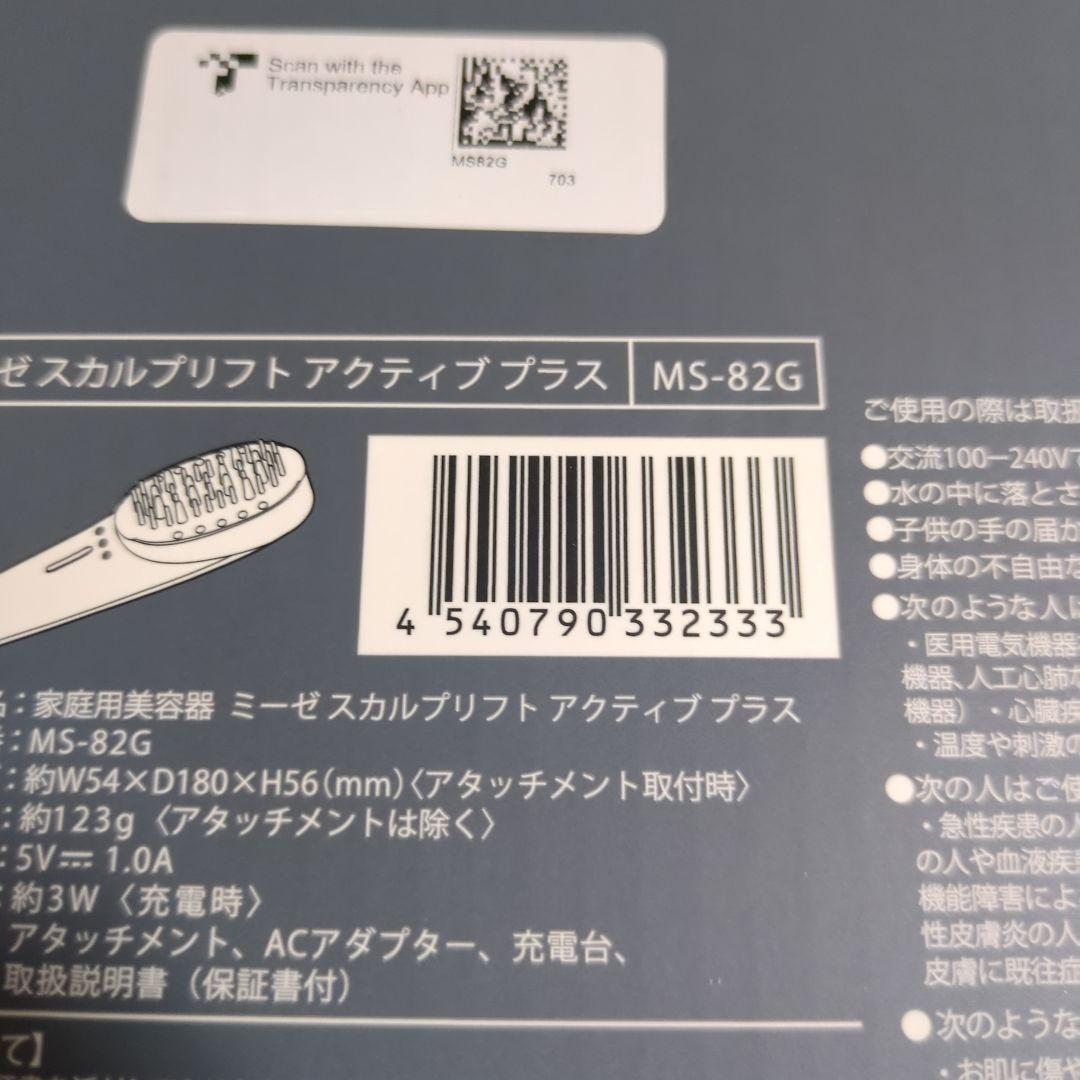 Scan with the
Transparency App
MS82G
703
ゼ スカルプリフト アクティブ プラス
MS-82G
4 540790 332333
名：家庭用美容器 ミーゼ スカルプリフト アクティブ プラス
：MS-82G
：約W54×D180×H56（mm）〈アタッチメント取付時〉
：約123g 〈アタッチメントは除く〉
：5V⎓ 1.0A
：約3W 〈充電時〉
アタッチメント、ACアダプター、充電台、
取扱説明書（保証書付）
て】
ご使用の際は取扱
●交流100－240Vで
●水の中に落とさ
●子供の手の届か
●身体の不自由な
●次のような人は
・医用電気機器
機器、人工心肺な
機器）・心臓疾
・温度や刺激の
●次の人はご使
・急性疾患の人
の人や血液疾患
機能障害によ
性皮膚炎の人
皮膚に既往症
●次のような
・お肌に傷や